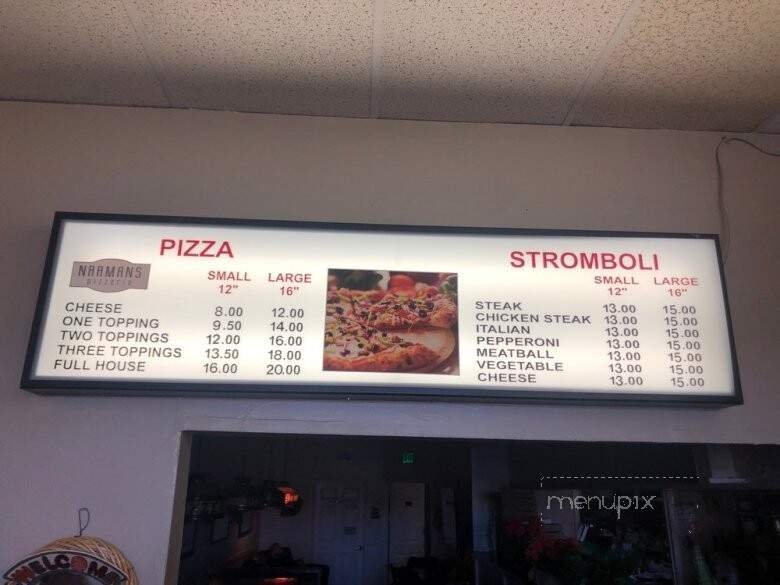 PIZZA
NARMANS
PIZZERIA
SMALL LARGE
12" 16"
CHEESE 8.00 12.00
ONE TOPPING 9.50 14.00
TWO TOPPINGS 12.00 16.00
THREE TOPPINGS 13.50 18.00
FULL HOUSE 16.00 20.00
STROMBOLI
SMALL LARGE
12" 16"
STEAK 13.00 15.00
CHICKEN STEAK 13.00 15.00
ITALIAN 13.00 15.00
PEPPERONI 13.00 15.00
MEATBALL 13.00 15.00
VEGETABLE 13.00 15.00
CHEESE 13.00 15.00
menupix
WELCOME